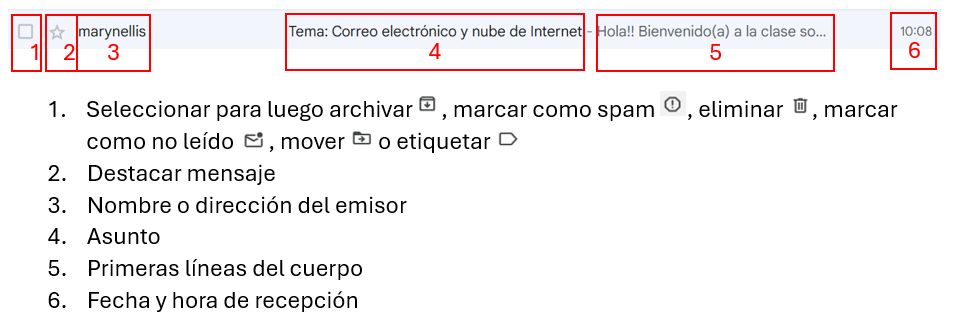 marynellis Tema: Correo electrónico y nube de Internet - Hola!! Bienvenido(a) a la clase so... 10:08
1 2 3 4 5 6
1. Seleccionar para luego archivar , marcar como spam , eliminar , marcar
como no leído , mover o etiquetar
2. Destacar mensaje
3. Nombre o dirección del emisor
4. Asunto
5. Primeras líneas del cuerpo
6. Fecha y hora de recepción